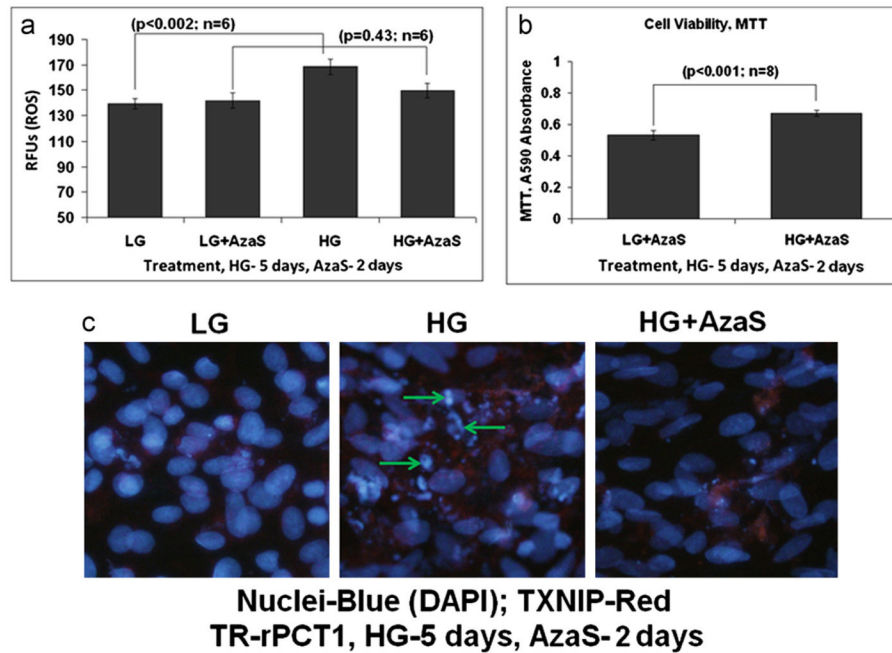 a
(p<0.002; n=6)
(p=0.43; n=6)
190
170
150
130
110
90
70
50
RFUs (ROS)
LG
LG+AzaS
HG
HG+AzaS
Treatment, HG- 5 days, AzaS- 2 days
b
Cell Viability, MTT
(p<0.001; n=8)
1
0.8
0.6
0.4
0.2
0
MTT, A590 Absorbance
LG+AzaS
HG+AzaS
Treatment, HG- 5 days, AzaS- 2 days
c
LG
HG
HG+AzaS
Nuclei-Blue (DAPI); TXNIP-Red
TR-rPCT1, HG-5 days, AzaS- 2 days